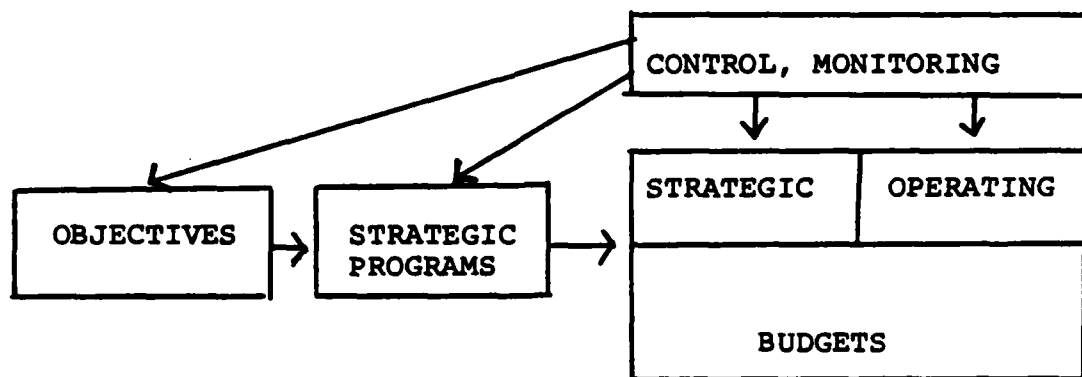 CONTROL, MONITORING
STRATEGIC
OPERATING
OBJECTIVES
STRATEGIC
PROGRAMS
BUDGETS